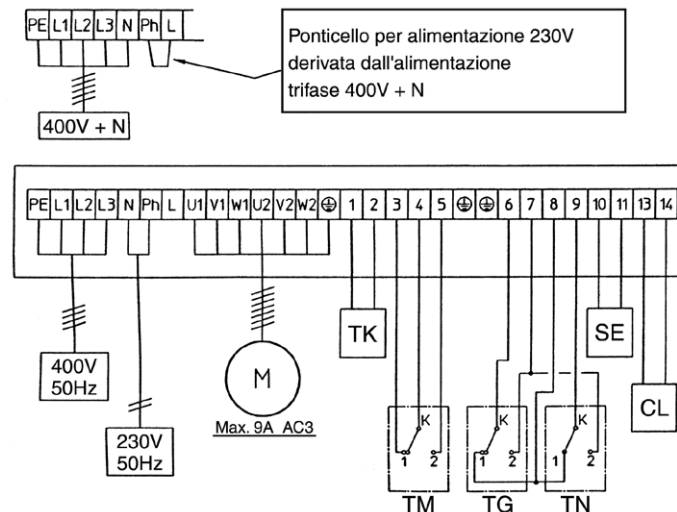 PE L1 L2 L3 N Ph L
400V + N
Ponticello per alimentazione 230V
derivata dall'alimentazione
trifase 400V + N
PE L1 L2 L3 N Ph L U1 V1 W1 U2 V2 W2 1 2 3 4 5 6 7 8 9 10 11 13 14
400V
50Hz
230V
50Hz
M
Max. 9A AC3
TK
SE
CL
K
1 2
TM
K
1 2
TG
K
1 2
TN